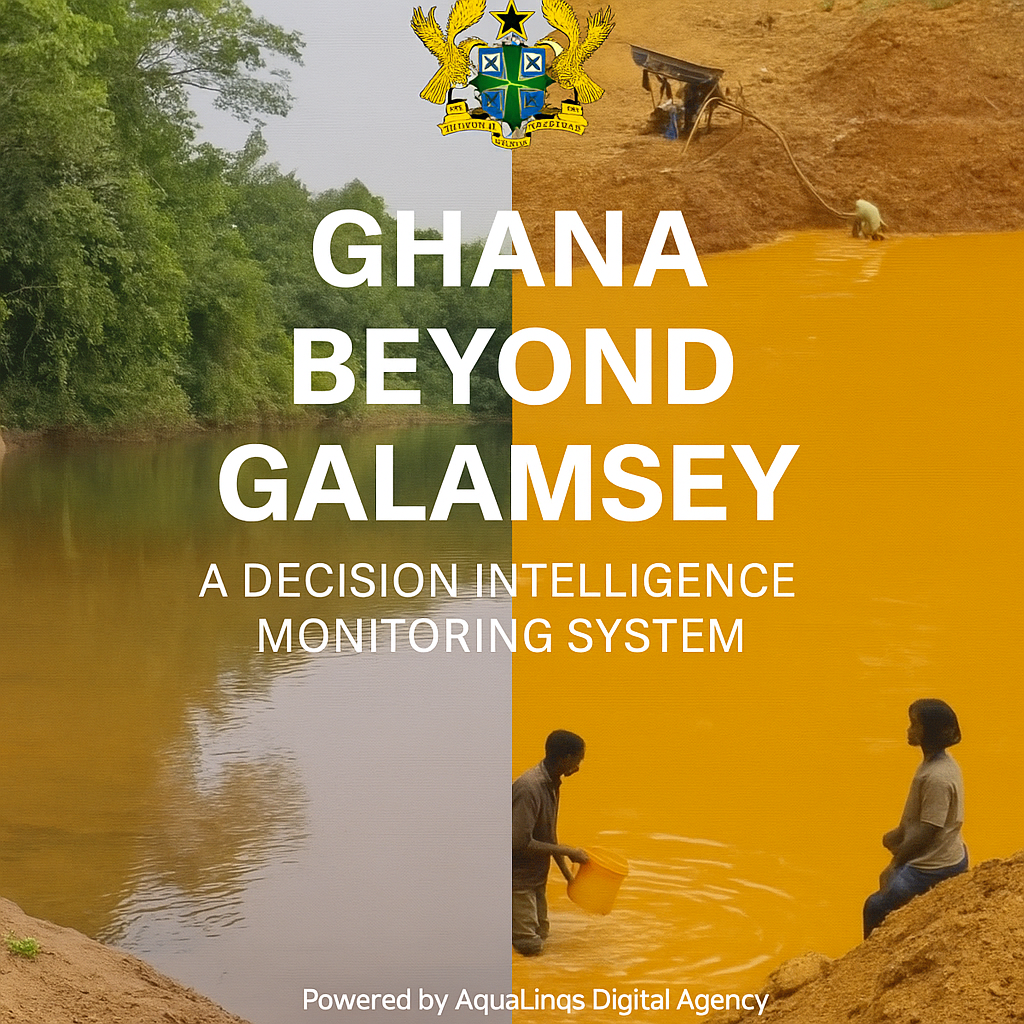 GHANA
BEYOND
GALAMSEY
A DECISION INTELLIGENCE
MONITORING SYSTEM
Powered by AquaLinqs Digital Agency